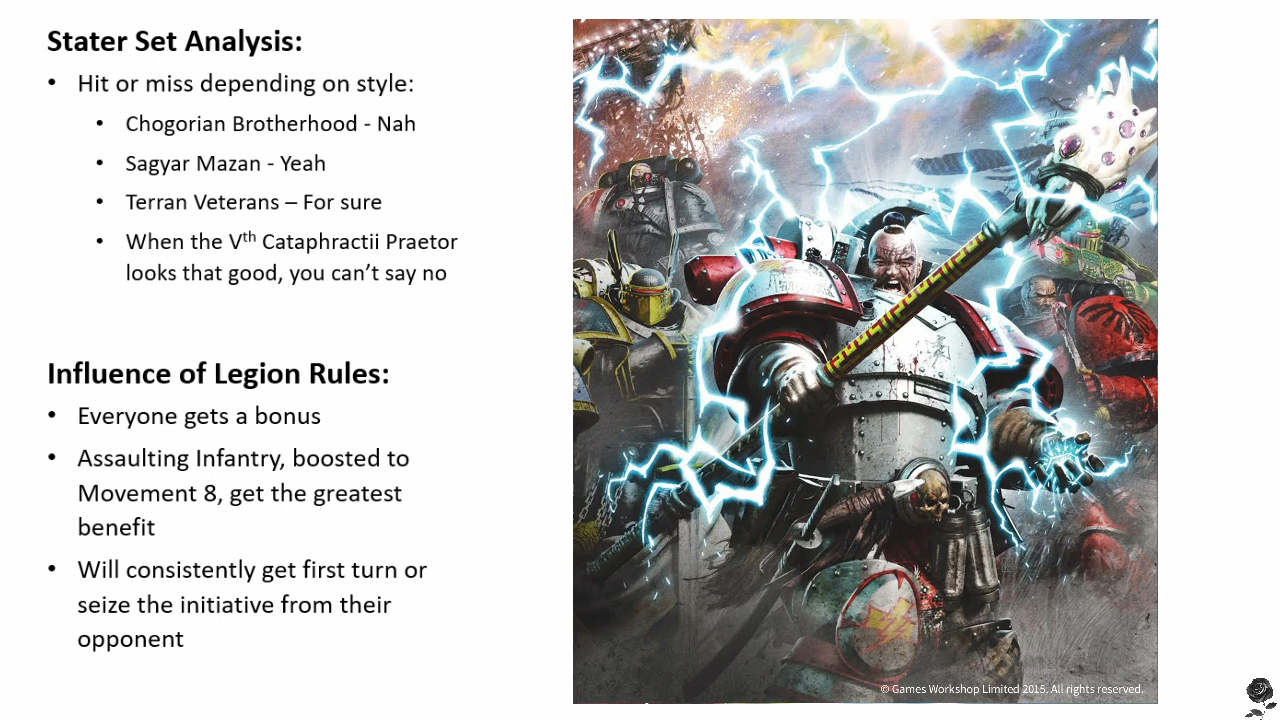 Stater Set Analysis:
• Hit or miss depending on style:
• Chogorian Brotherhood - Nah
• Sagyar Mazan - Yeah
• Terran Veterans – For sure
• When the Vth Cataphractii Praetor
looks that good, you can’t say no
Influence of Legion Rules:
• Everyone gets a bonus
• Assaulting Infantry, boosted to
Movement 8, get the greatest
benefit
• Will consistently get first turn or
seize the initiative from their
opponent
© Games Workshop Limited 2015. All rights reserved.